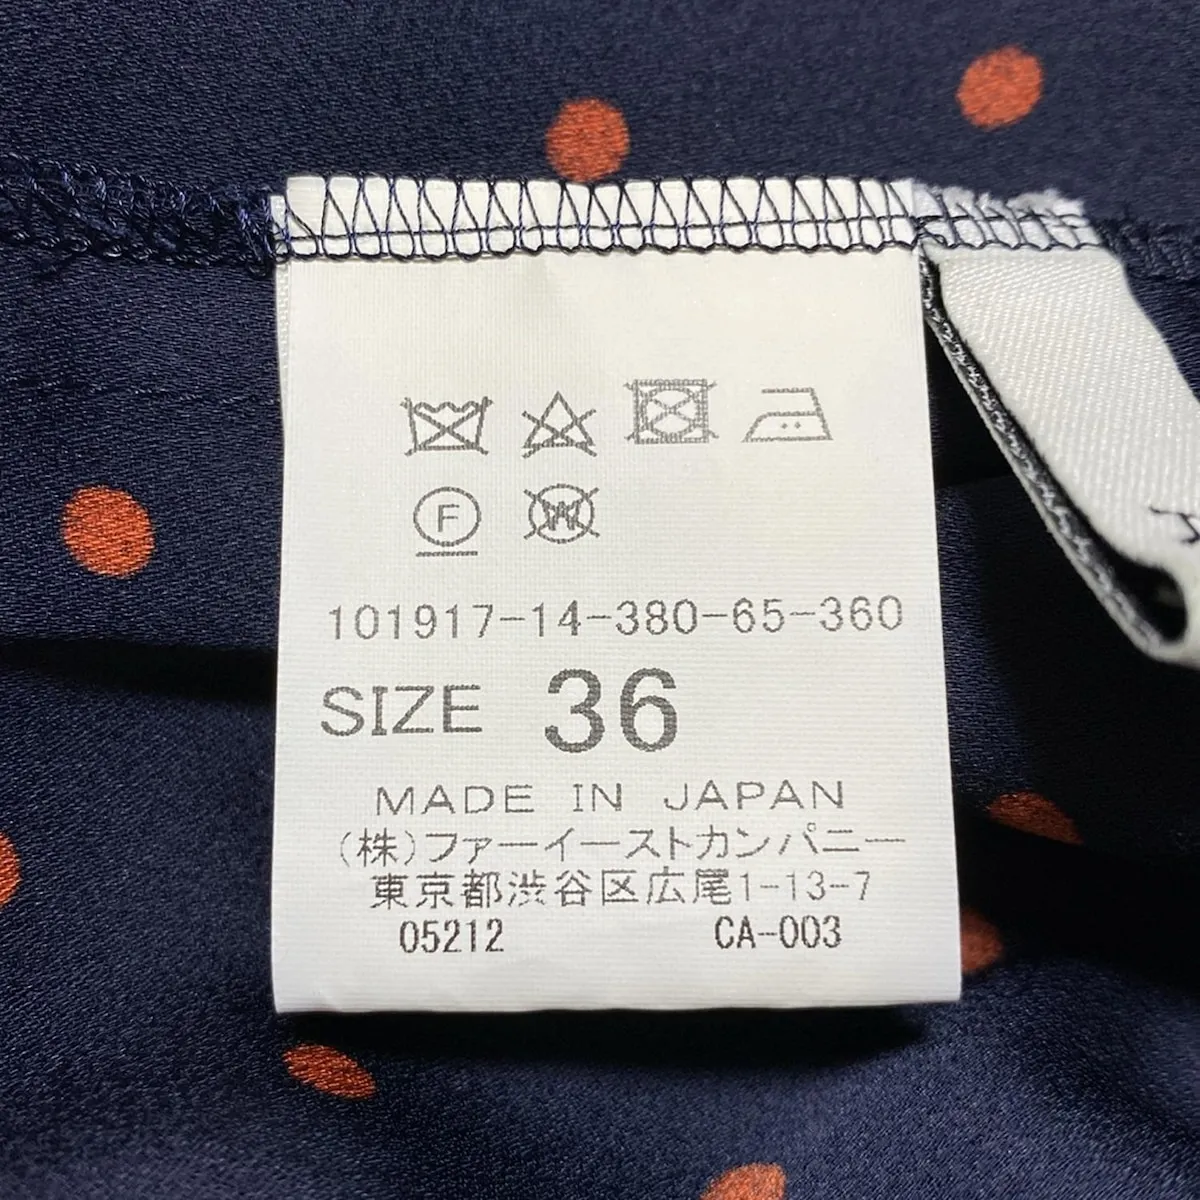 F W
101917-14-380-65-360
SIZE 36
MADE IN JAPAN
(株)ファーイーストカンパニー
東京都渋谷区広尾1-13-7
05212 CA-003